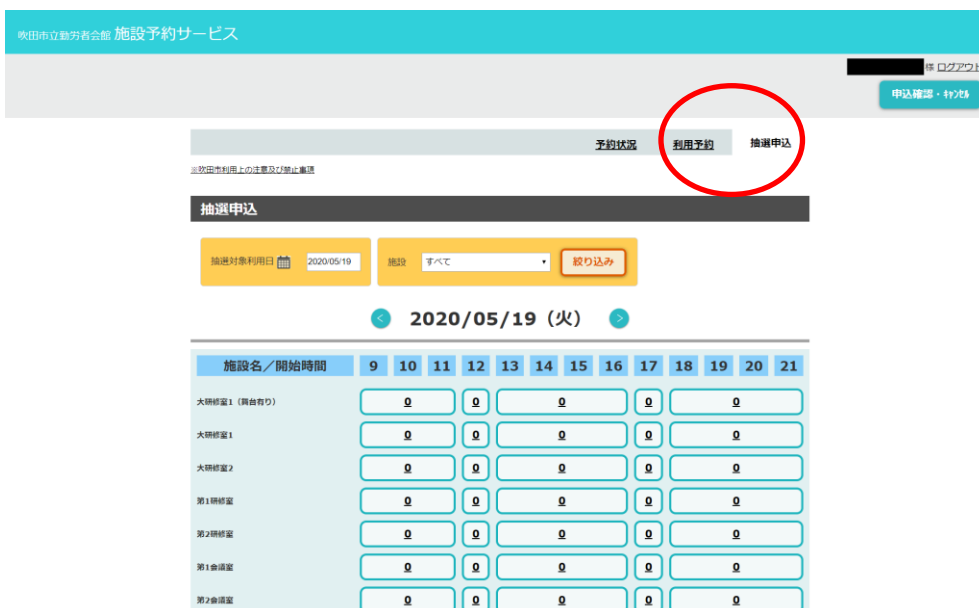 吹田市立勤労者会館 施設予約サービス
様 ログアウト
申込確認・ｷｬﾝｾﾙ
予約状況 利用予約 抽選申込
※吹田市利用上の注意及び禁止事項
抽選申込
抽選対象利用日 2020/05/19 施設 すべて 絞り込み
< 2020/05/19（火） >
施設名／開始時間 9 10 11 12 13 14 15 16 17 18 19 20 21
大研修室1（舞台有り） 0 0 0 0 0
大研修室1 0 0 0 0 0
大研修室2 0 0 0 0 0
第1研修室 0 0 0 0 0
第2研修室 0 0 0 0 0
第1会議室 0 0 0 0 0
第2会議室 0 0 0 0 0